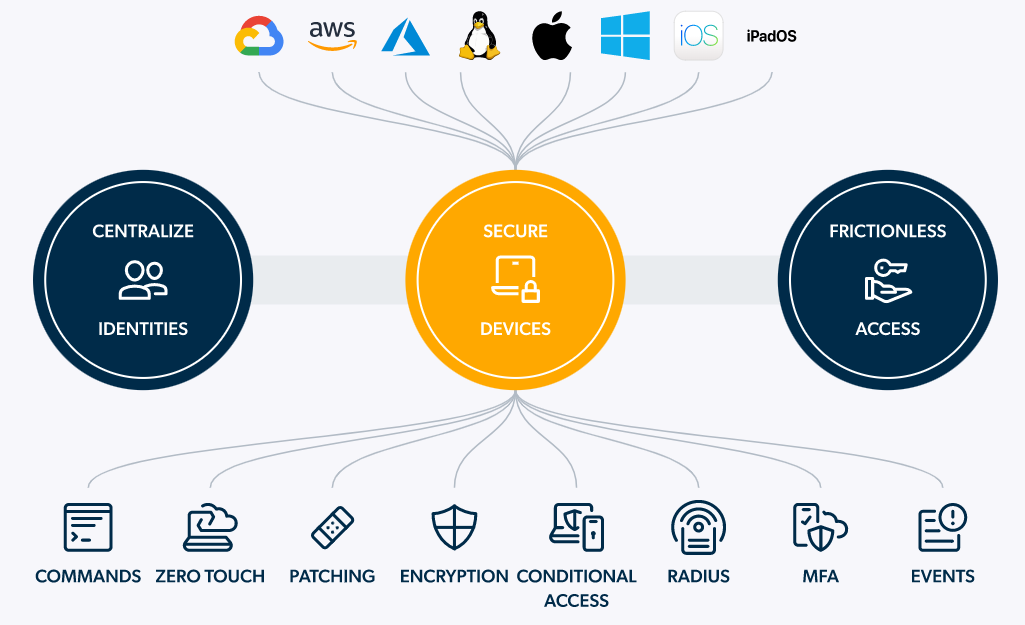 aws
iOS
iPadOS
CENTRALIZE
IDENTITIES
SECURE
DEVICES
FRICTIONLESS
ACCESS
COMMANDS
ZERO TOUCH
PATCHING
ENCRYPTION
CONDITIONAL
ACCESS
RADIUS
MFA
EVENTS